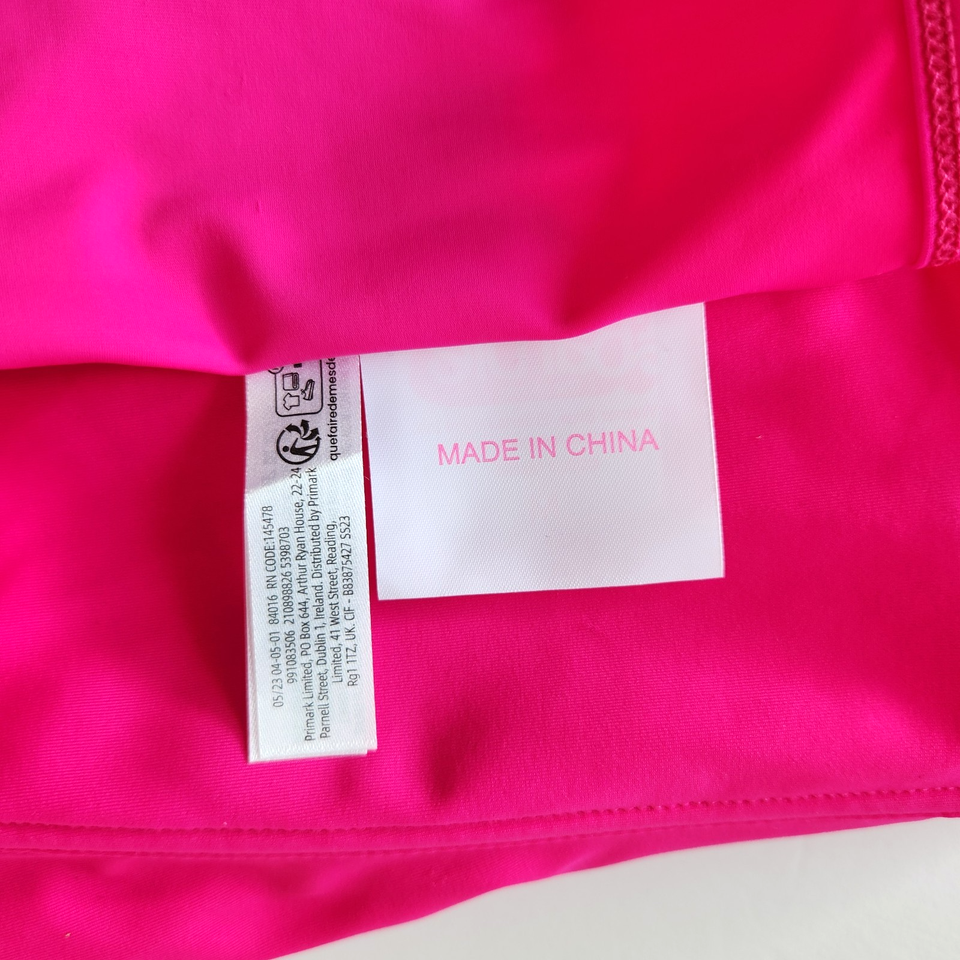 quefairedemesde
05/23 04-05-01 84016 RN CODE:145478
991083506 210898826 5398703
Primark Limited, PO Box 644, Arthur Ryan House, 22-24
Parnell Street, Dublin 1, Ireland. Distributed by Primark
Limited, 41 West Street, Reading,
Rg1 1TZ, UK. CIF - B83875427 SS23
MADE IN CHINA